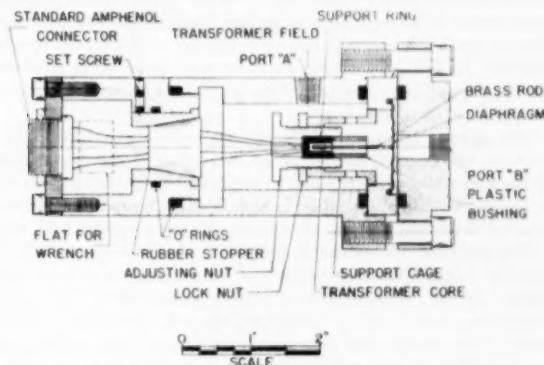 STANDARD AMPHENOL
CONNECTOR
SET SCREW
TRANSFORMER FIELD
PORT "A"
SUPPORT RING
BRASS ROD
DIAPHRAGM
PORT "B"
PLASTIC
BUSHING
FLAT FOR
WRENCH
"O" RINGS
RUBBER STOPPER
ADJUSTING NUT
LOCK NUT
SUPPORT CAGE
TRANSFORMER CORE
0 1" 2"
SCALE